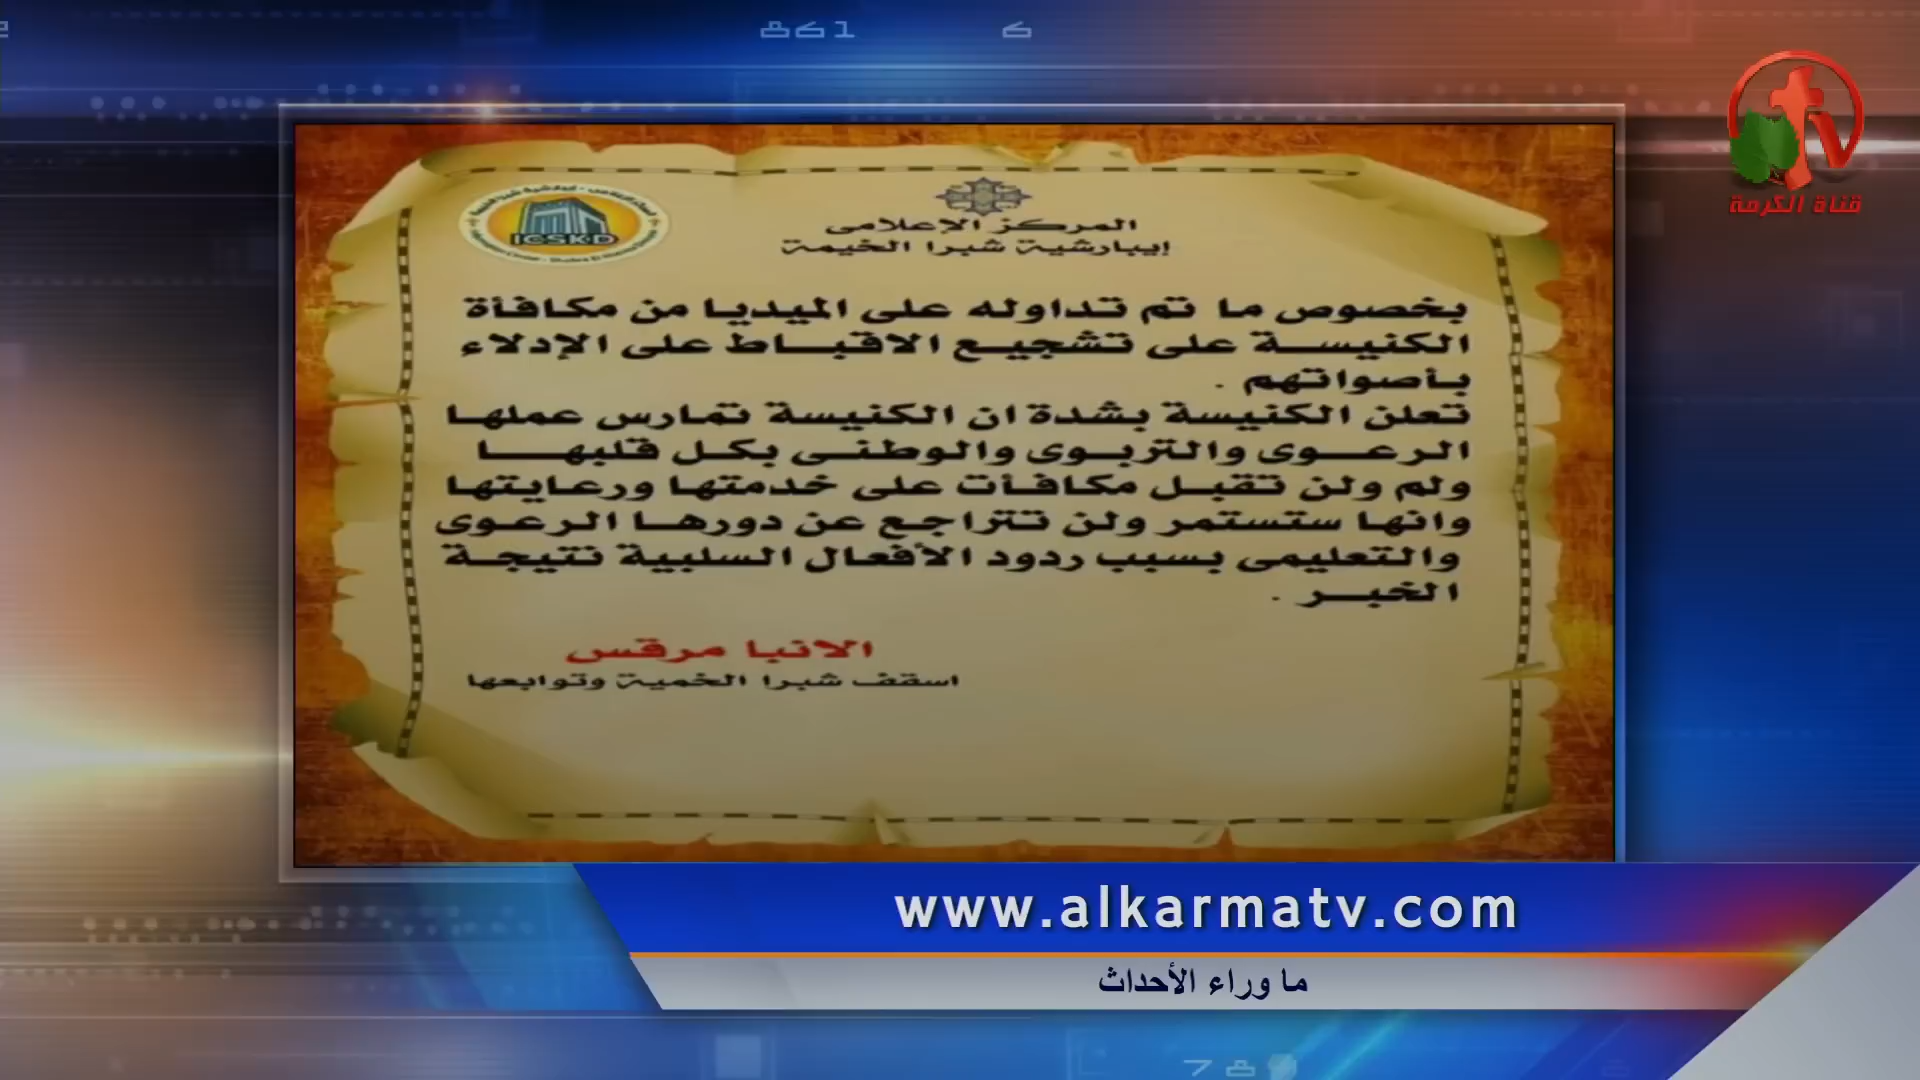 قناة الكرمة
ICSKD
المركز الإعلامى
إيبارشية شبرا الخيمة
بخصوص ما تم تداوله على الميديا من مكافأة
الكنيسة على تشجيع الاقباط على الإدلاء
بأصواتهم .
تعلن الكنيسة بشدة ان الكنيسة تمارس عملها
الرعوى والتربوى والوطنى بكل قلبها
ولم ولن تقبل مكافأت على خدمتها ورعايتها
وانها ستستمر ولن تتراجع عن دورها الرعوى
والتعليمى بسبب ردود الأفعال السلبية نتيجة
الخبر .
الانبا مرقس
اسقف شبرا الخمية وتوابعها
www.alkarmatv.com
ما وراء الأحداث